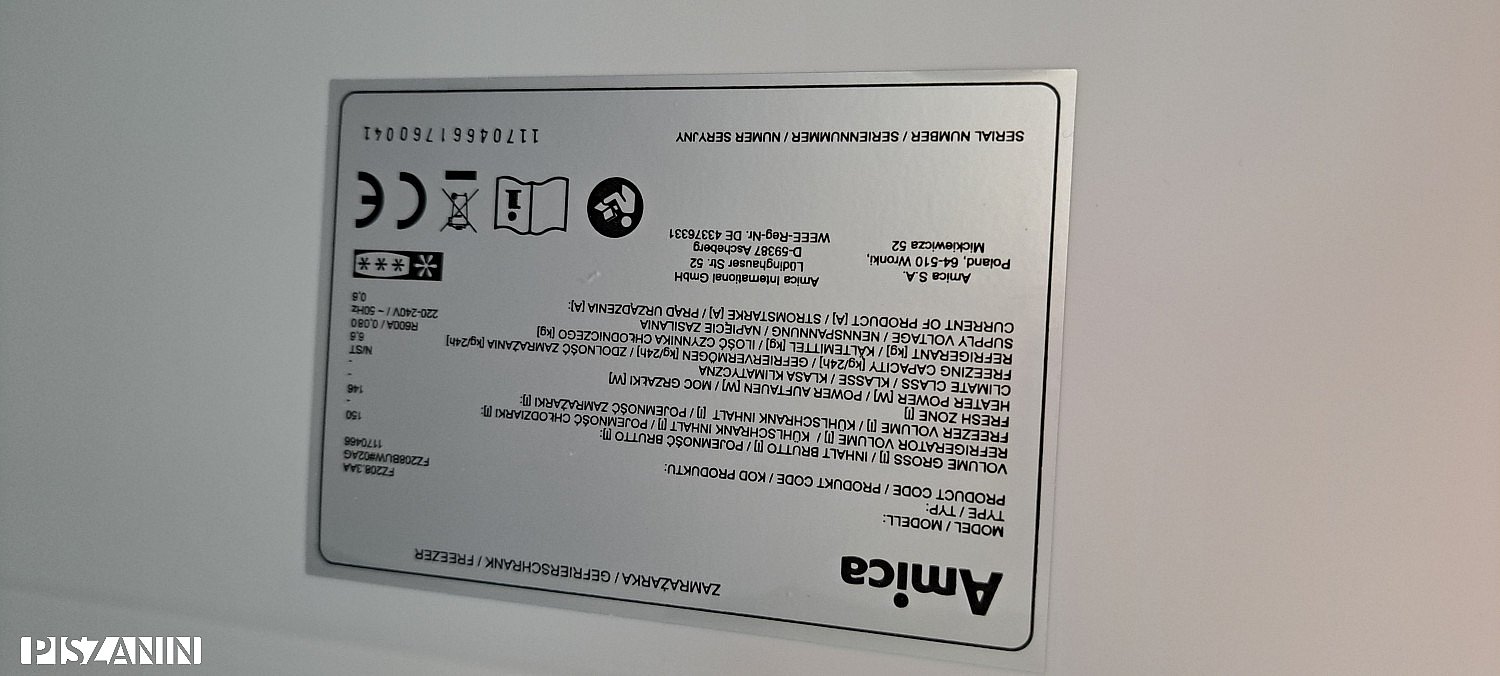 Amica
ZAMRAŻARKA / GEFRIERSCHRANK / FREEZER
MODEL / MODELL: FZ208.3AA
TYPE / TYP: FZ208BUW#02AG
PRODUCT CODE / PRODUKT CODE / KOD PRODUKTU: 1170466
VOLUME GROSS [l] / INHALT BRUTTO [l] / POJEMNOŚĆ BRUTTO [l]: 150
REFRIGERATOR VOLUME [l] / KÜHLSCHRANK INHALT [l] / POJEMNOŚĆ CHŁODZIARKI [l]: -
FREEZER VOLUME [l] / KÜHLSCHRANK INHALT [l] / POJEMNOŚĆ ZAMRAŻARKI [l]: 146
FRESH ZONE [l] -
HEATER POWER [W] / POWER AUFTAUEN [W] / MOC GRZAŁKI [W] -
CLIMATE CLASS / KLASSE / KLASA KLIMATYCZNA N/ST
FREEZING CAPACITY [kg/24h] / GEFRIERVERMÖGEN [kg/24h] / ZDOLNOŚĆ ZAMRAŻANIA [kg/24h] 6,6
REFRIGERANT [kg] / KÄLTEMITTEL [kg] / ILOŚĆ CZYNNIKA CHŁODNICZEGO [kg] R600A / 0,080
SUPPLY VOLTAGE / NENNSPANNUNG / NAPIĘCIE ZASILANIA 220-240V / ~ 50Hz
CURRENT OF PRODUCT [A] / STROMSTÄRKE [A] / PRĄD URZĄDZENIA [A]: 0,6
Amica S.A.
Poland, 64-510 Wronki,
Mickiewicza 52
Amica International GmbH
Lüdinghauser Str. 52
D-59387 Ascheberg
WEEE-Reg-Nr. DE 43376331
CE
SERIAL NUMBER / SERIENNUMMER / NUMER SERYJNY 11704661760041
PISZANIN